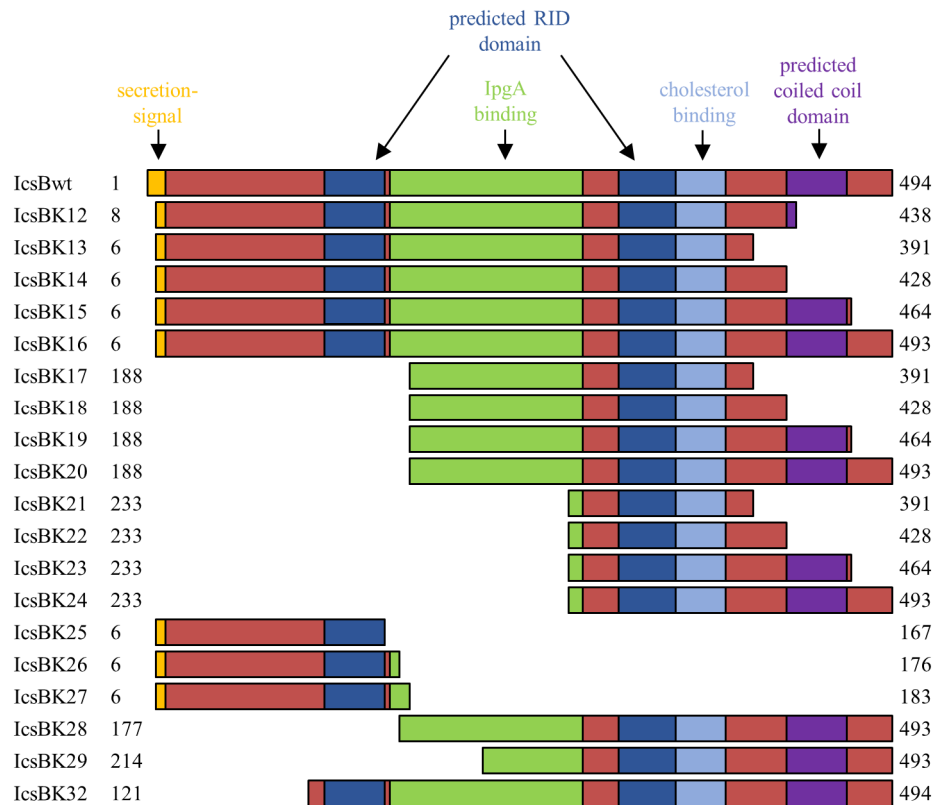 predicted RID
domain
secretion-
signal
IpgA
binding
cholesterol
binding
predicted
coiled coil
domain
IcsBwt 1 494
IcsBK12 8 438
IcsBK13 6 391
IcsBK14 6 428
IcsBK15 6 464
IcsBK16 6 493
IcsBK17 188 391
IcsBK18 188 428
IcsBK19 188 464
IcsBK20 188 493
IcsBK21 233 391
IcsBK22 233 428
IcsBK23 233 464
IcsBK24 233 493
IcsBK25 6 167
IcsBK26 6 176
IcsBK27 6 183
IcsBK28 177 493
IcsBK29 214 493
IcsBK32 121 494